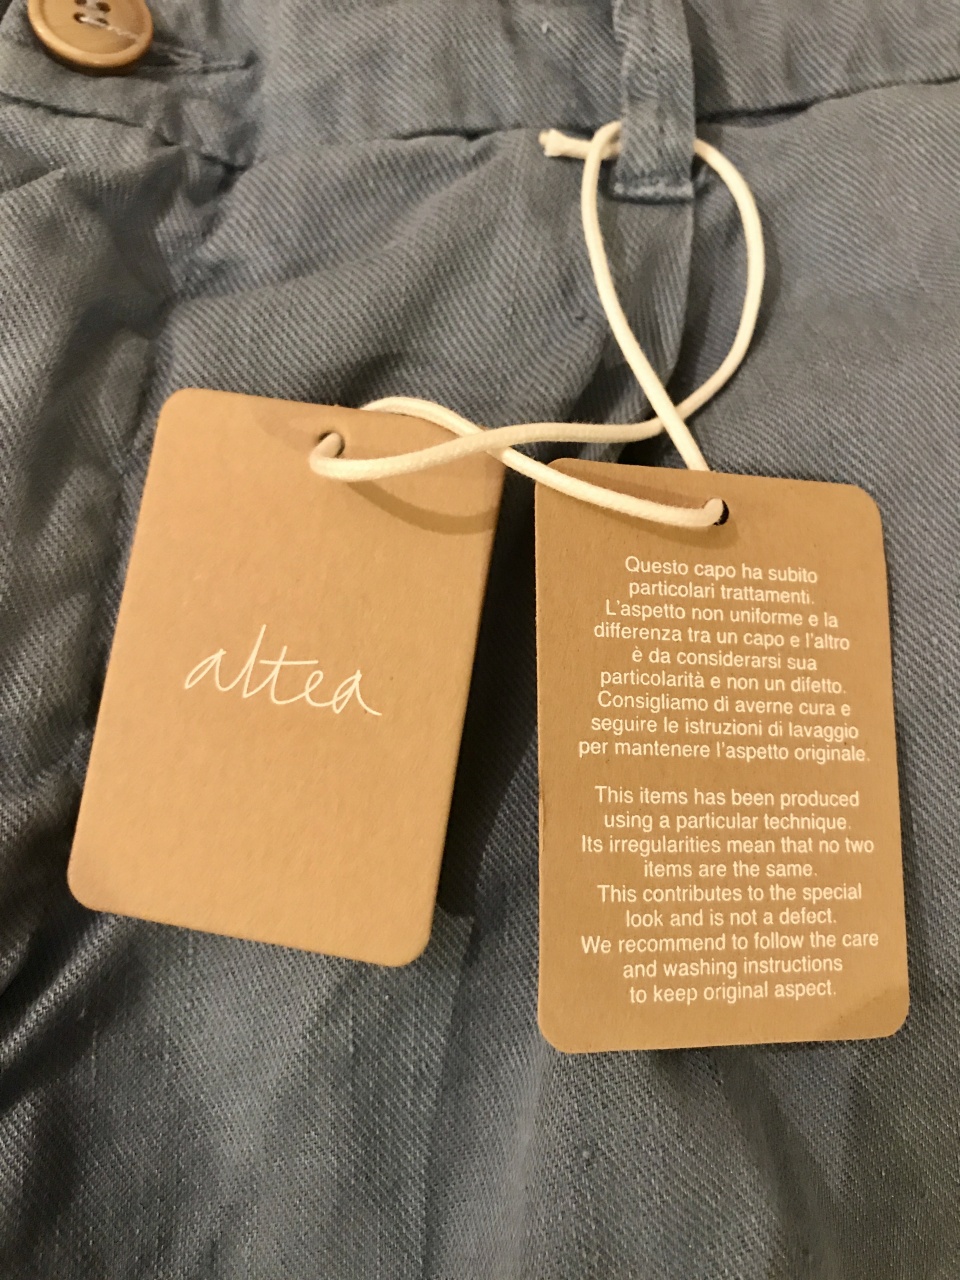 altea
Questo capo ha subito
particolari trattamenti.
L'aspetto non uniforme e la
differenza tra un capo e l'altro
è da considerarsi sua
particolarità e non un difetto.
Consigliamo di averne cura e
seguire le istruzioni di lavaggio
per mantenere l'aspetto originale.
This items has been produced
using a particular technique.
Its irregularities mean that no two
items are the same.
This contributes to the special
look and is not a defect.
We recommend to follow the care
and washing instructions
to keep original aspect.